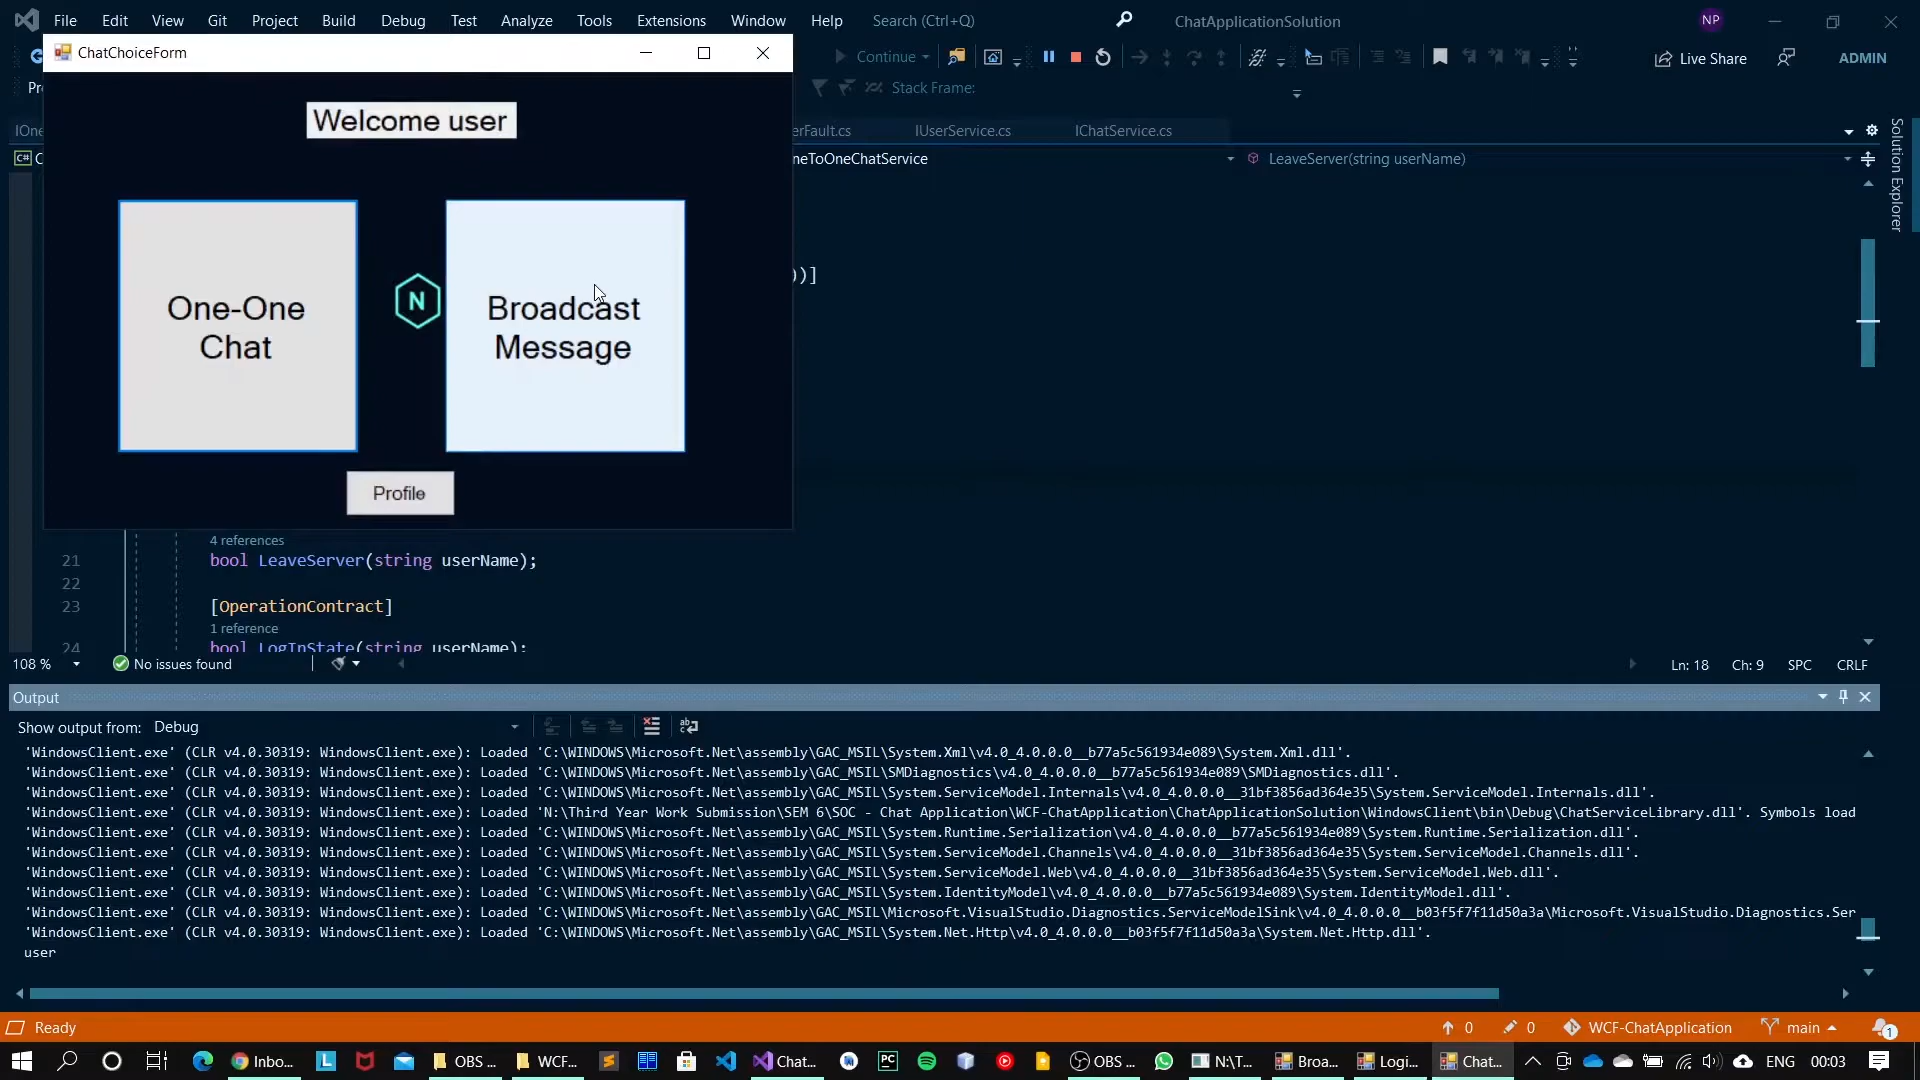 File Edit View Git Project Build Debug Test Analyze Tools Extensions Window Help Search (Ctrl+Q) ChatApplicationSolution NP
ChatChoiceForm
Continue
Live Share
ADMIN
Stack Frame:
Welcome user
IUserService.cs
IChatService.cs
LeaveServer(string userName)
Solution Explorer
One-One
Chat
N
Broadcast
Message
Profile
4 references
21 bool LeaveServer(string userName);
22
23 [OperationContract]
1 reference
24 bool LogInState(string userName);
108 % No issues found Ln: 18 Ch: 9 SPC CRLF
Output
Show output from: Debug
'WindowsClient.exe' (CLR v4.0.30319: WindowsClient.exe): Loaded 'C:\WINDOWS\Microsoft.Net\assembly\GAC_MSIL\System.Xml\v4.0_4.0.0.0__b77a5c561934e089\System.Xml.dll'.
'WindowsClient.exe' (CLR v4.0.30319: WindowsClient.exe): Loaded 'C:\WINDOWS\Microsoft.Net\assembly\GAC_MSIL\SMDiagnostics\v4.0_4.0.0.0__b77a5c561934e089\SMDiagnostics.dll'.
'WindowsClient.exe' (CLR v4.0.30319: WindowsClient.exe): Loaded 'C:\WINDOWS\Microsoft.Net\assembly\GAC_MSIL\System.ServiceModel.Internals\v4.0_4.0.0.0__31bf3856ad364e35\System.ServiceModel.Internals.dll'.
'WindowsClient.exe' (CLR v4.0.30319: WindowsClient.exe): Loaded 'N:\Third Year Work Submission\SEM 6\SOC - Chat Application\WCF-ChatApplication\ChatApplicationSolution\WindowsClient\bin\Debug\ChatServiceLibrary.dll'. Symbols load
'WindowsClient.exe' (CLR v4.0.30319: WindowsClient.exe): Loaded 'C:\WINDOWS\Microsoft.Net\assembly\GAC_MSIL\System.Runtime.Serialization\v4.0_4.0.0.0__b77a5c561934e089\System.Runtime.Serialization.dll'.
'WindowsClient.exe' (CLR v4.0.30319: WindowsClient.exe): Loaded 'C:\WINDOWS\Microsoft.Net\assembly\GAC_MSIL\System.ServiceModel.Channels\v4.0_4.0.0.0__31bf3856ad364e35\System.ServiceModel.Channels.dll'.
'WindowsClient.exe' (CLR v4.0.30319: WindowsClient.exe): Loaded 'C:\WINDOWS\Microsoft.Net\assembly\GAC_MSIL\System.ServiceModel.Web\v4.0_4.0.0.0__31bf3856ad364e35\System.ServiceModel.Web.dll'.
'WindowsClient.exe' (CLR v4.0.30319: WindowsClient.exe): Loaded 'C:\WINDOWS\Microsoft.Net\assembly\GAC_MSIL\System.IdentityModel\v4.0_4.0.0.0__b77a5c561934e089\System.IdentityModel.dll'.
'WindowsClient.exe' (CLR v4.0.30319: WindowsClient.exe): Loaded 'C:\WINDOWS\Microsoft.Net\assembly\GAC_MSIL\Microsoft.VisualStudio.Diagnostics.ServiceModelSink\v4.0_4.0.0.0__b03f5f7f11d50a3a\Microsoft.VisualStudio.Diagnostics.Ser
'WindowsClient.exe' (CLR v4.0.30319: WindowsClient.exe): Loaded 'C:\WINDOWS\Microsoft.Net\assembly\GAC_MSIL\System.Net.Http\v4.0_4.0.0.0__b03f5f7f11d50a3a\System.Net.Http.dll'.
user
Ready 0 0 WCF-ChatApplication main 1
Inbo... L OBS ... WCF... Chat... PC OBS ... N:\T... Broa... Logi... Chat... ENG 00:03